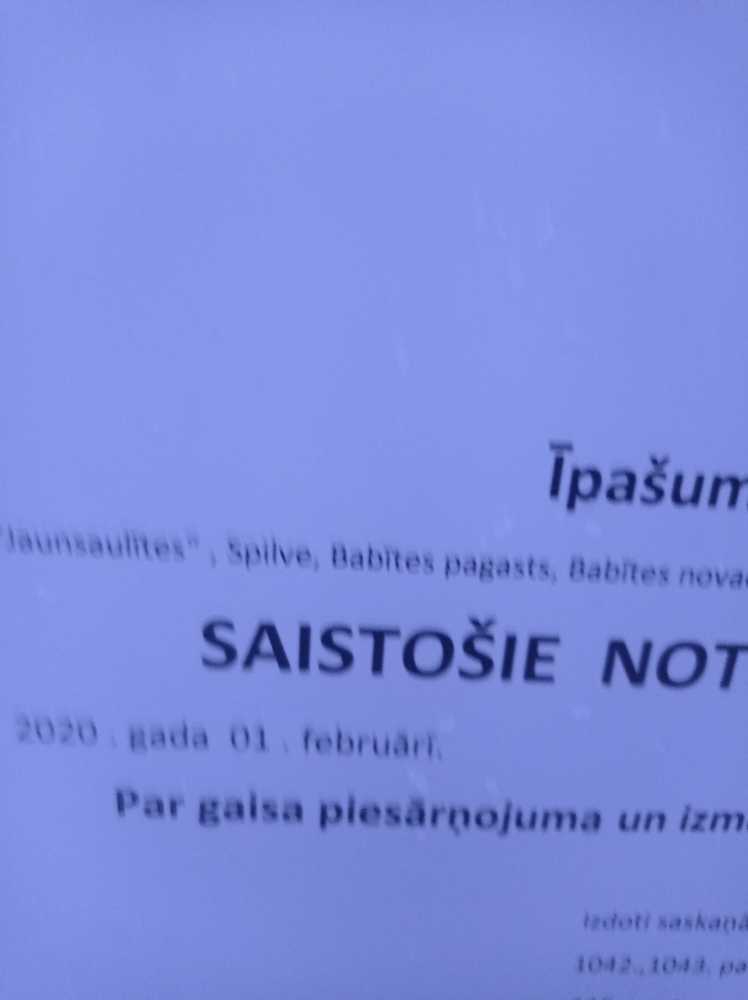 Īpašum
"Jaunsaulītes" , Spilve, Babītes pagasts, Babītes nova
SAISTOŠIE NOT
2020 . gada 01 . februārī.
Par gaisa piesārņojuma un izm
Izdoti saskaņā
1042.,1043. pa